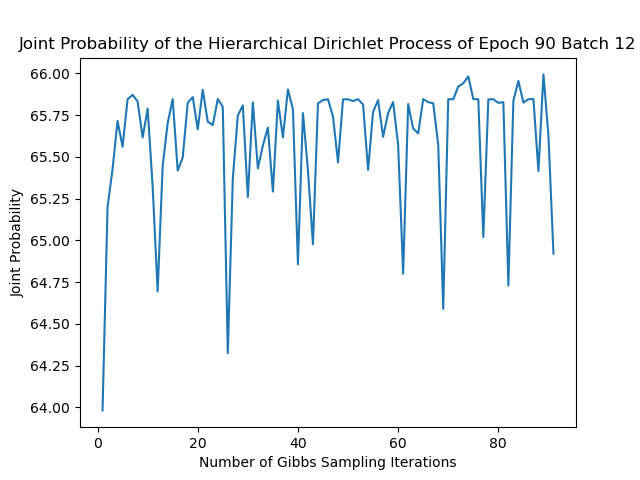 Joint Probability of the Hierarchical Dirichlet Process of Epoch 90 Batch 12
66.00
65.75
65.50
65.25
65.00
64.75
64.50
64.25
64.00
Joint Probability
0 20 40 60 80
Number of Gibbs Sampling Iterations